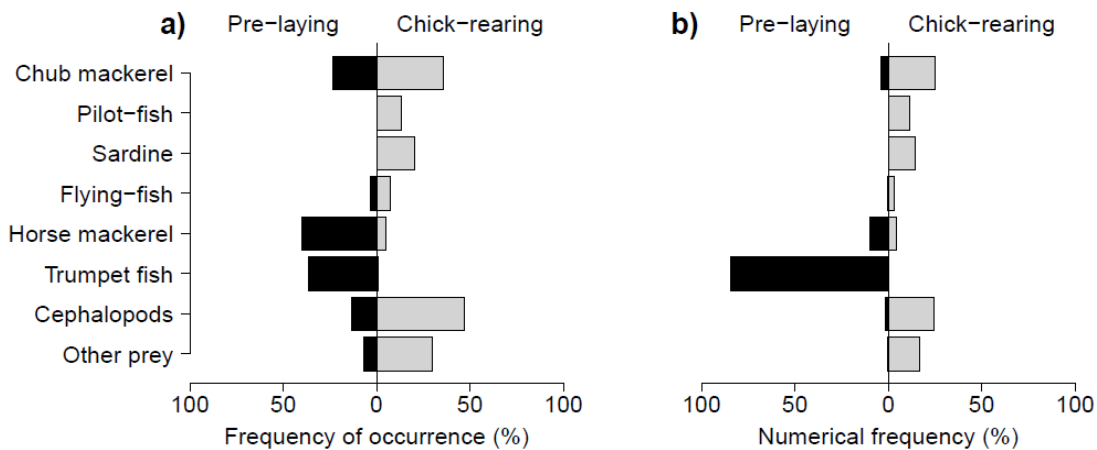 a) Pre−laying Chick−rearing
b) Pre−laying Chick−rearing
Chub mackerel
Pilot−fish
Sardine
Flying−fish
Horse mackerel
Trumpet fish
Cephalopods
Other prey
100 50 0 50 100
100 50 0 50 100
Frequency of occurrence (%)
Numerical frequency (%)